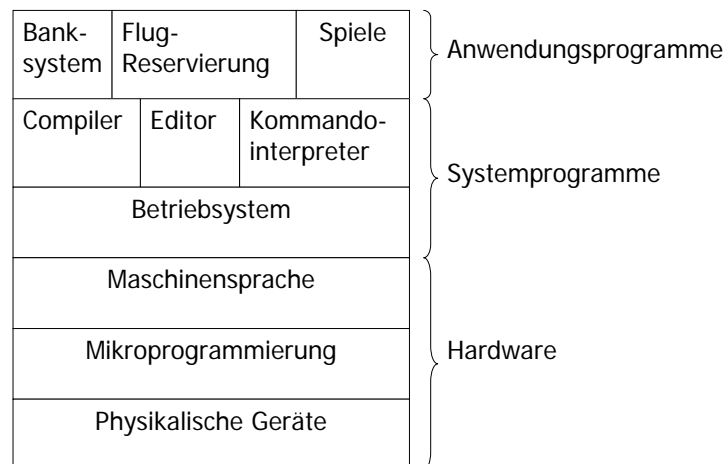 Bank-
system
Flug-
Reservierung
Spiele
Anwendungsprogramme
Compiler
Editor
Kommando-
interpreter
Systemprogramme
Betriebsystem
Maschinensprache
Mikroprogrammierung
Hardware
Physikalische Geräte